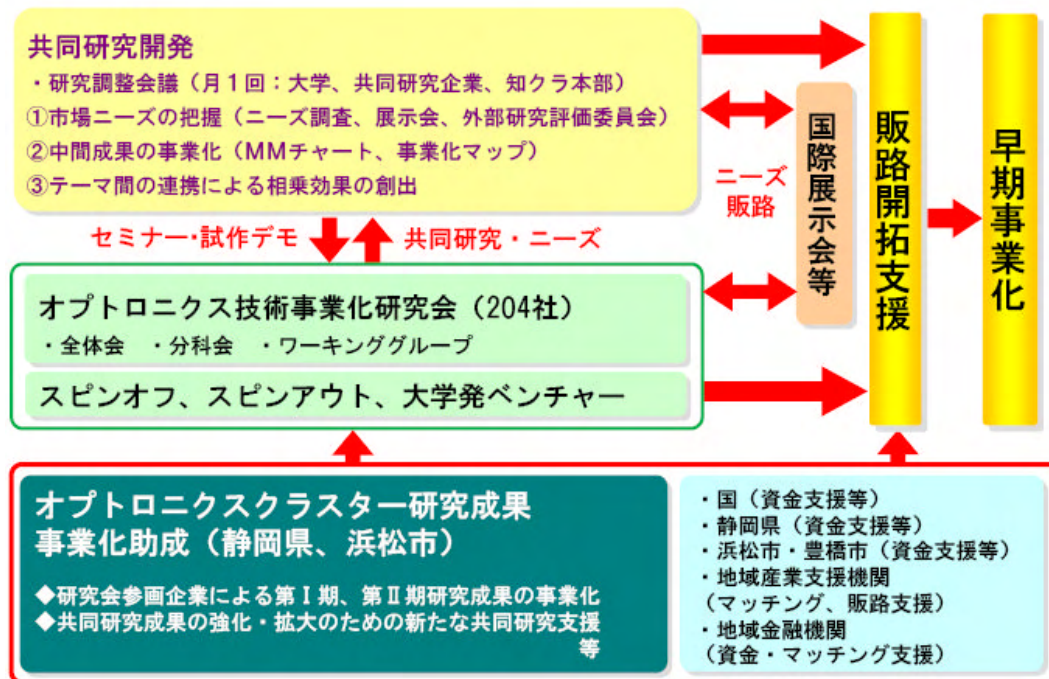 共同研究開発
・研究調整会議（月１回：大学、共同研究企業、知クラ本部）
①市場ニーズの把握（ニーズ調査、展示会、外部研究評価委員会）
②中間成果の事業化（ＭＭチャート、事業化マップ）
③テーマ間の連携による相乗効果の創出
セミナー・試作デモ
共同研究・ニーズ
ニーズ
販路
国際展示会等
販路開拓支援
早期事業化
オプトロニクス技術事業化研究会（204社）
・全体会　・分科会　・ワーキンググループ
スピンオフ、スピンアウト、大学発ベンチャー
オプトロニクスクラスター研究成果
事業化助成（静岡県、浜松市）
◆研究会参画企業による第Ⅰ期、第Ⅱ期研究成果の事業化
◆共同研究成果の強化・拡大のための新たな共同研究支援
等
・国（資金支援等）
・静岡県（資金支援等）
・浜松市・豊橋市（資金支援等）
・地域産業支援機関
（マッチング、販路支援）
・地域金融機関
（資金・マッチング支援）